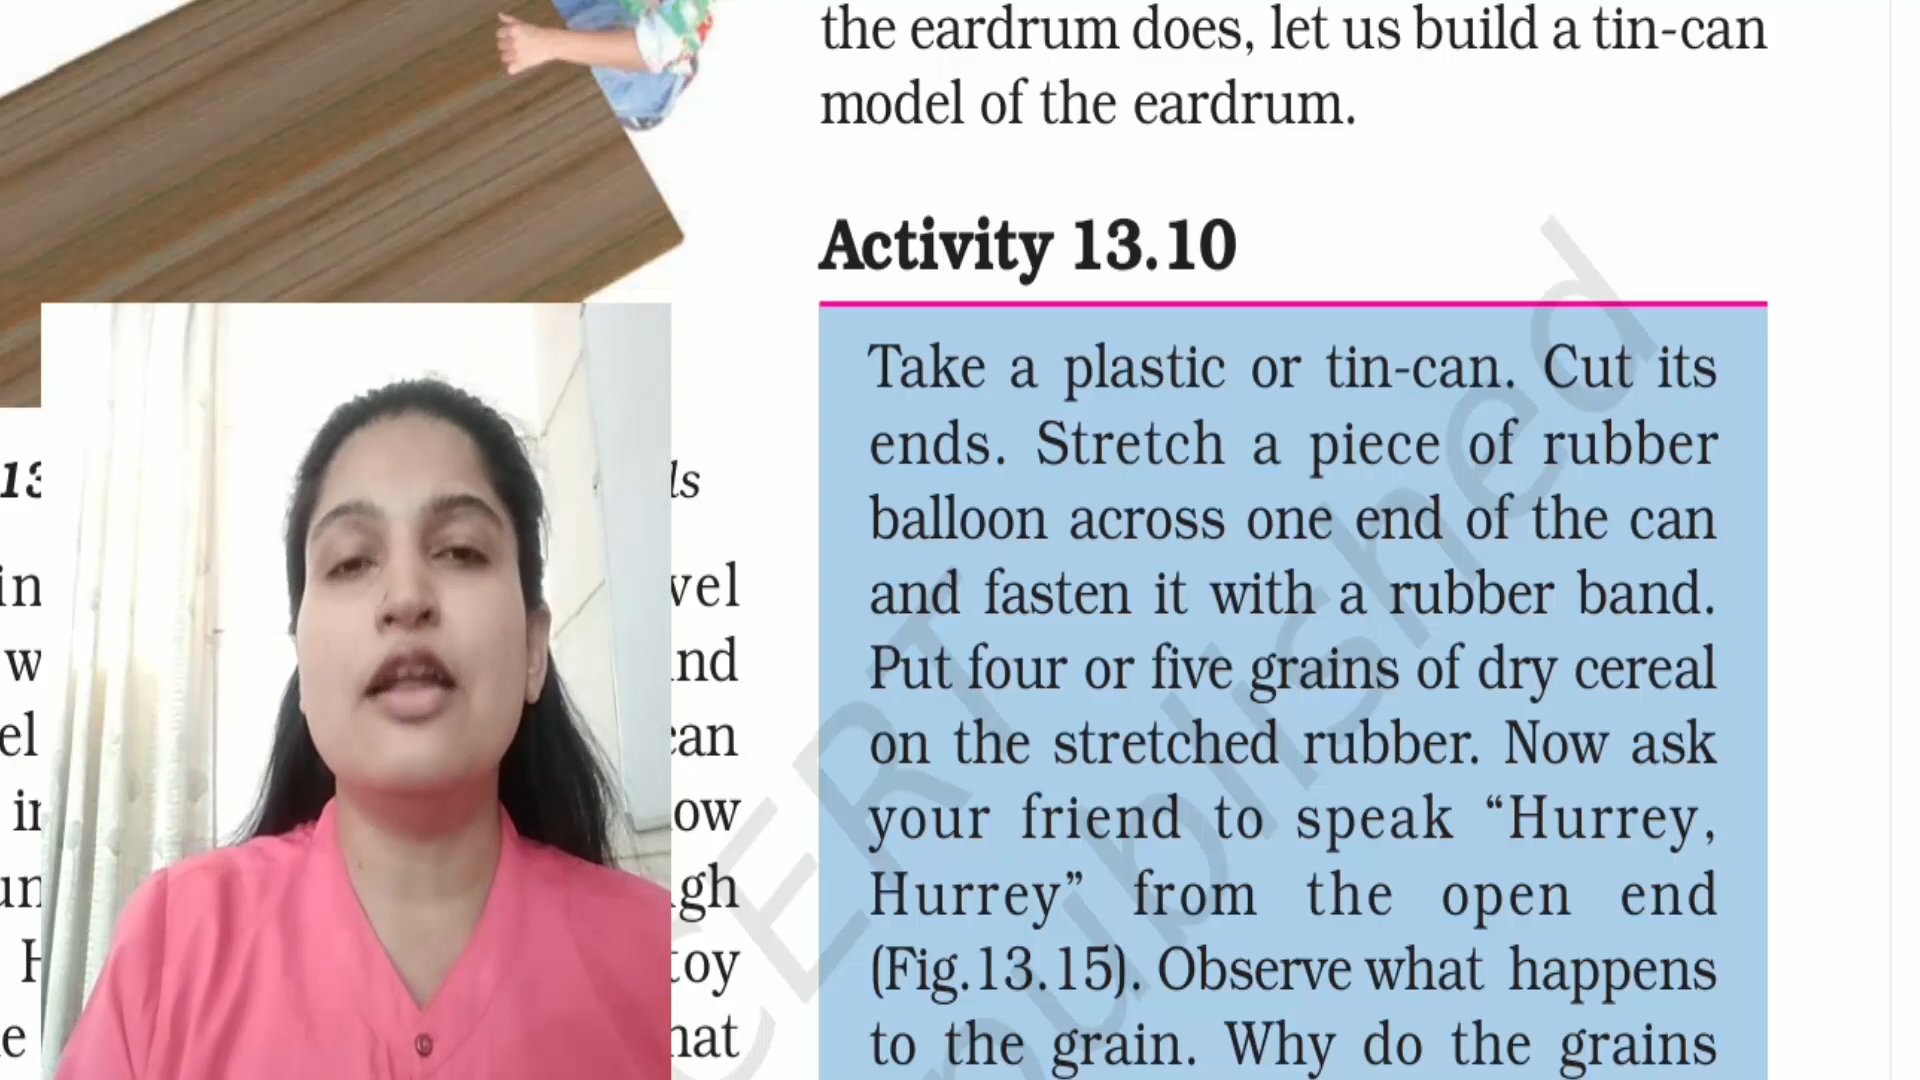 the eardrum does, let us build a tin-can
model of the eardrum.
Activity 13.10
Take a plastic or tin-can. Cut its
ends. Stretch a piece of rubber
balloon across one end of the can
and fasten it with a rubber band.
Put four or five grains of dry cereal
on the stretched rubber. Now ask
your friend to speak “Hurrey,
Hurrey” from the open end
(Fig.13.15). Observe what happens
to the grain. Why do the grains
13